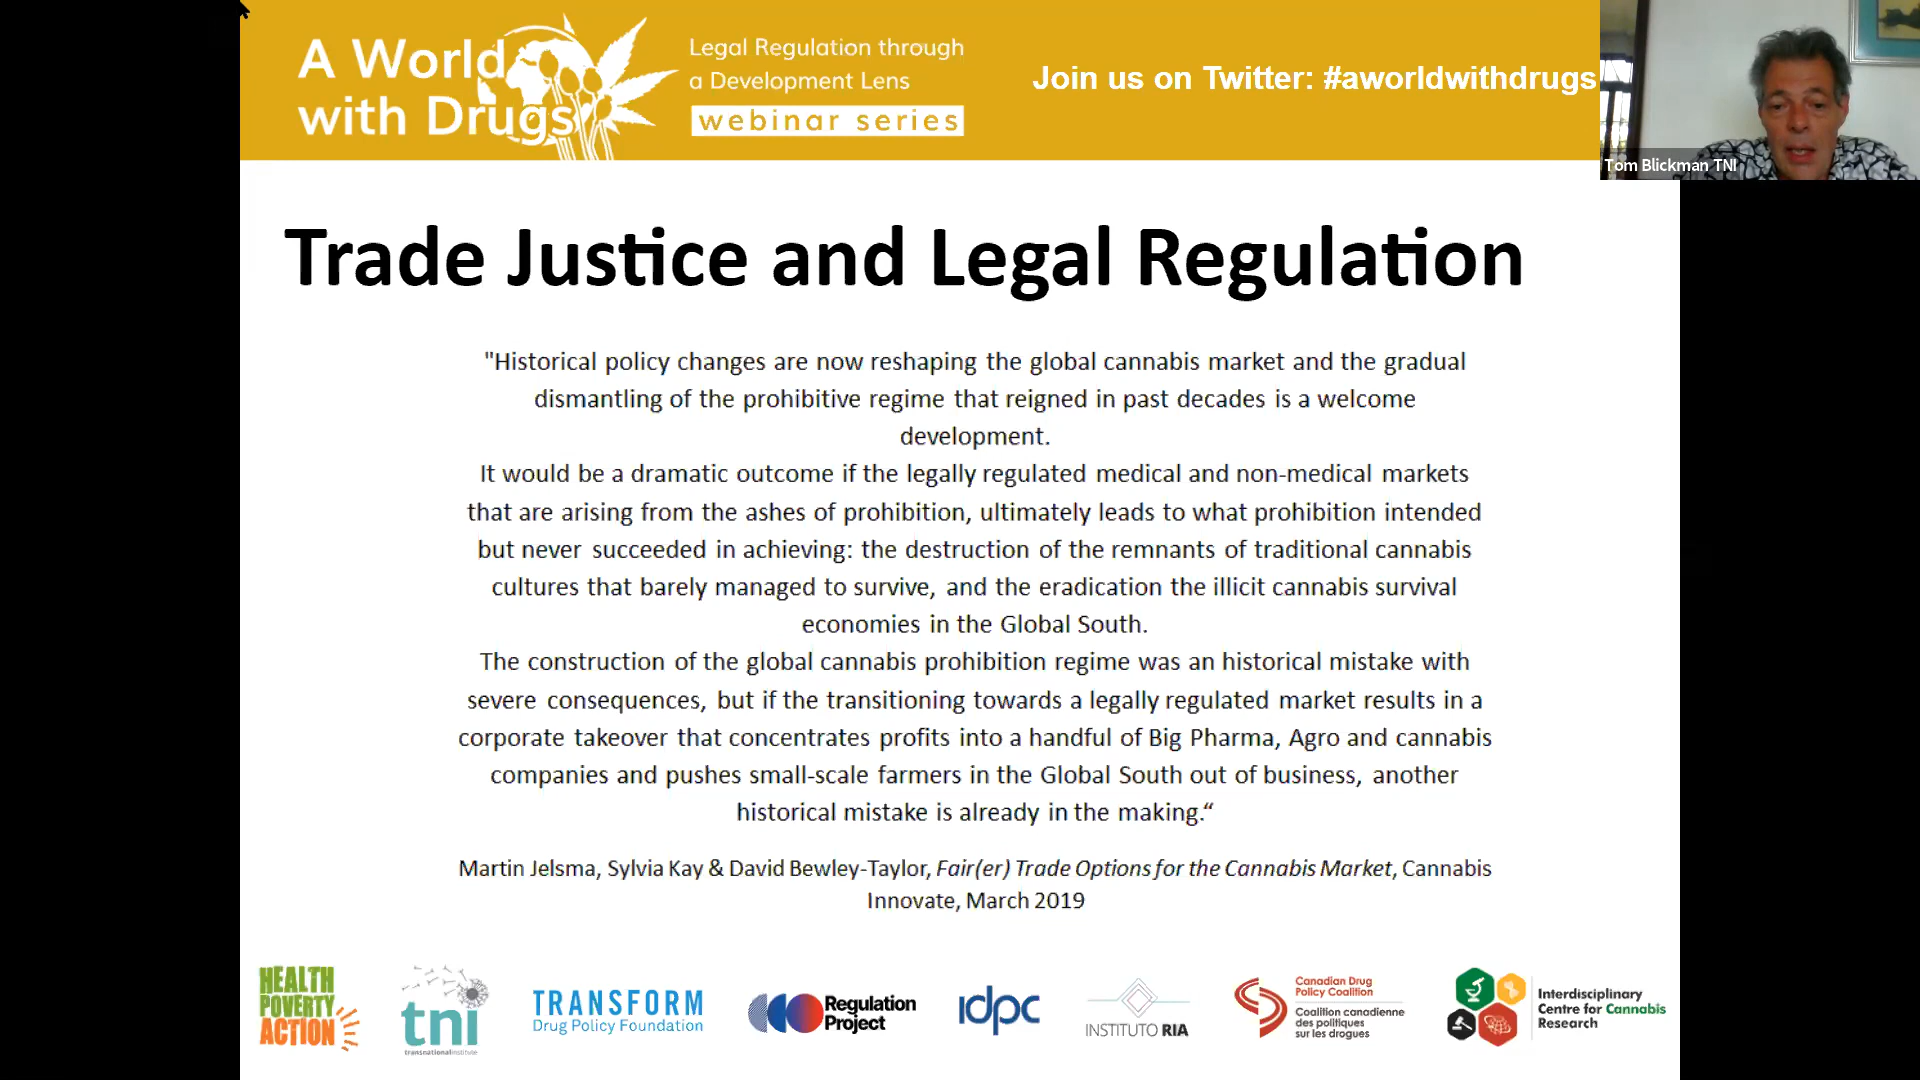 A World
with Drugs
Legal Regulation through
a Development Lens
webinar series
Join us on Twitter: #aworldwithdrugs
Tom Blickman TNI
Trade Justice and Legal Regulation
"Historical policy changes are now reshaping the global cannabis market and the gradual
dismantling of the prohibitive regime that reigned in past decades is a welcome
development.
It would be a dramatic outcome if the legally regulated medical and non-medical markets
that are arising from the ashes of prohibition, ultimately leads to what prohibition intended
but never succeeded in achieving: the destruction of the remnants of traditional cannabis
cultures that barely managed to survive, and the eradication the illicit cannabis survival
economies in the Global South.
The construction of the global cannabis prohibition regime was an historical mistake with
severe consequences, but if the transitioning towards a legally regulated market results in a
corporate takeover that concentrates profits into a handful of Big Pharma, Agro and cannabis
companies and pushes small-scale farmers in the Global South out of business, another
historical mistake is already in the making.“
Martin Jelsma, Sylvia Kay & David Bewley-Taylor, Fair(er) Trade Options for the Cannabis Market, Cannabis
Innovate, March 2019
HEALTH
POVERTY
ACTION
tni
transnationalinstitute
TRANSFORM
Drug Policy Foundation
Regulation
Project
idpc
INSTITUTO RIA
Canadian Drug
Policy Coalition
Coalition canadienne
des politiques
sur les drogues
Interdisciplinary
Centre for Cannabis
Research